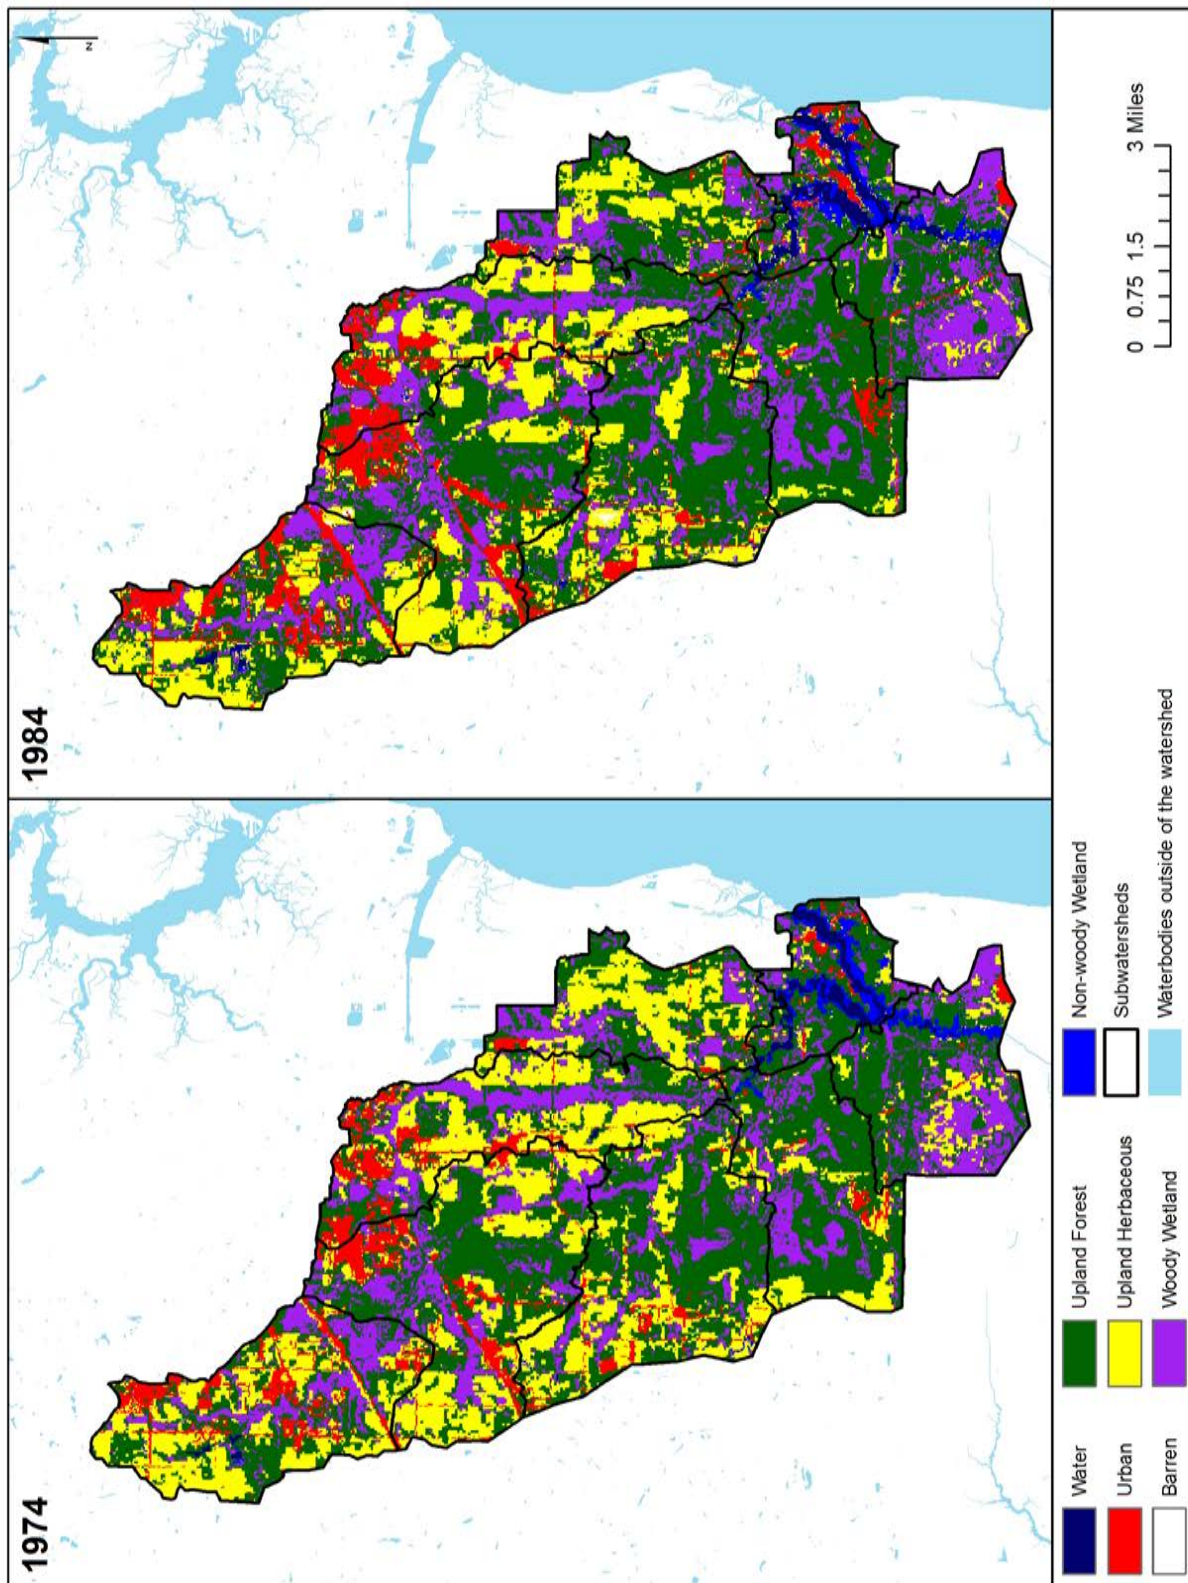 1974
1984
N
Water
Urban
Barren
Upland Forest
Upland Herbaceous
Woody Wetland
Non-woody Wetland
Subwatersheds
Waterbodies outside of the watershed
0 0.75 1.5 3 Miles